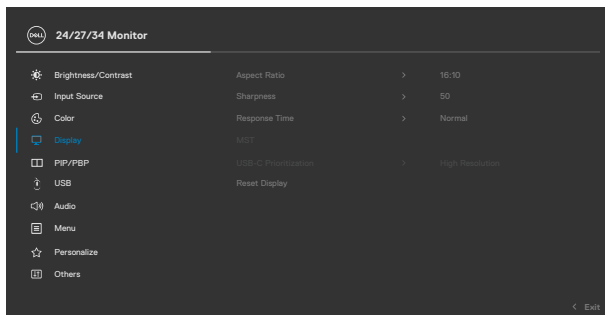 DELL 24/27/34 Monitor
Brightness/Contrast Aspect Ratio > 16:10
Input Source Sharpness > 50
Color Response Time > Normal
Display MST
PIP/PBP USB-C Prioritization > High Resolution
USB Reset Display
Audio
Menu
Personalize
Others
< Exit